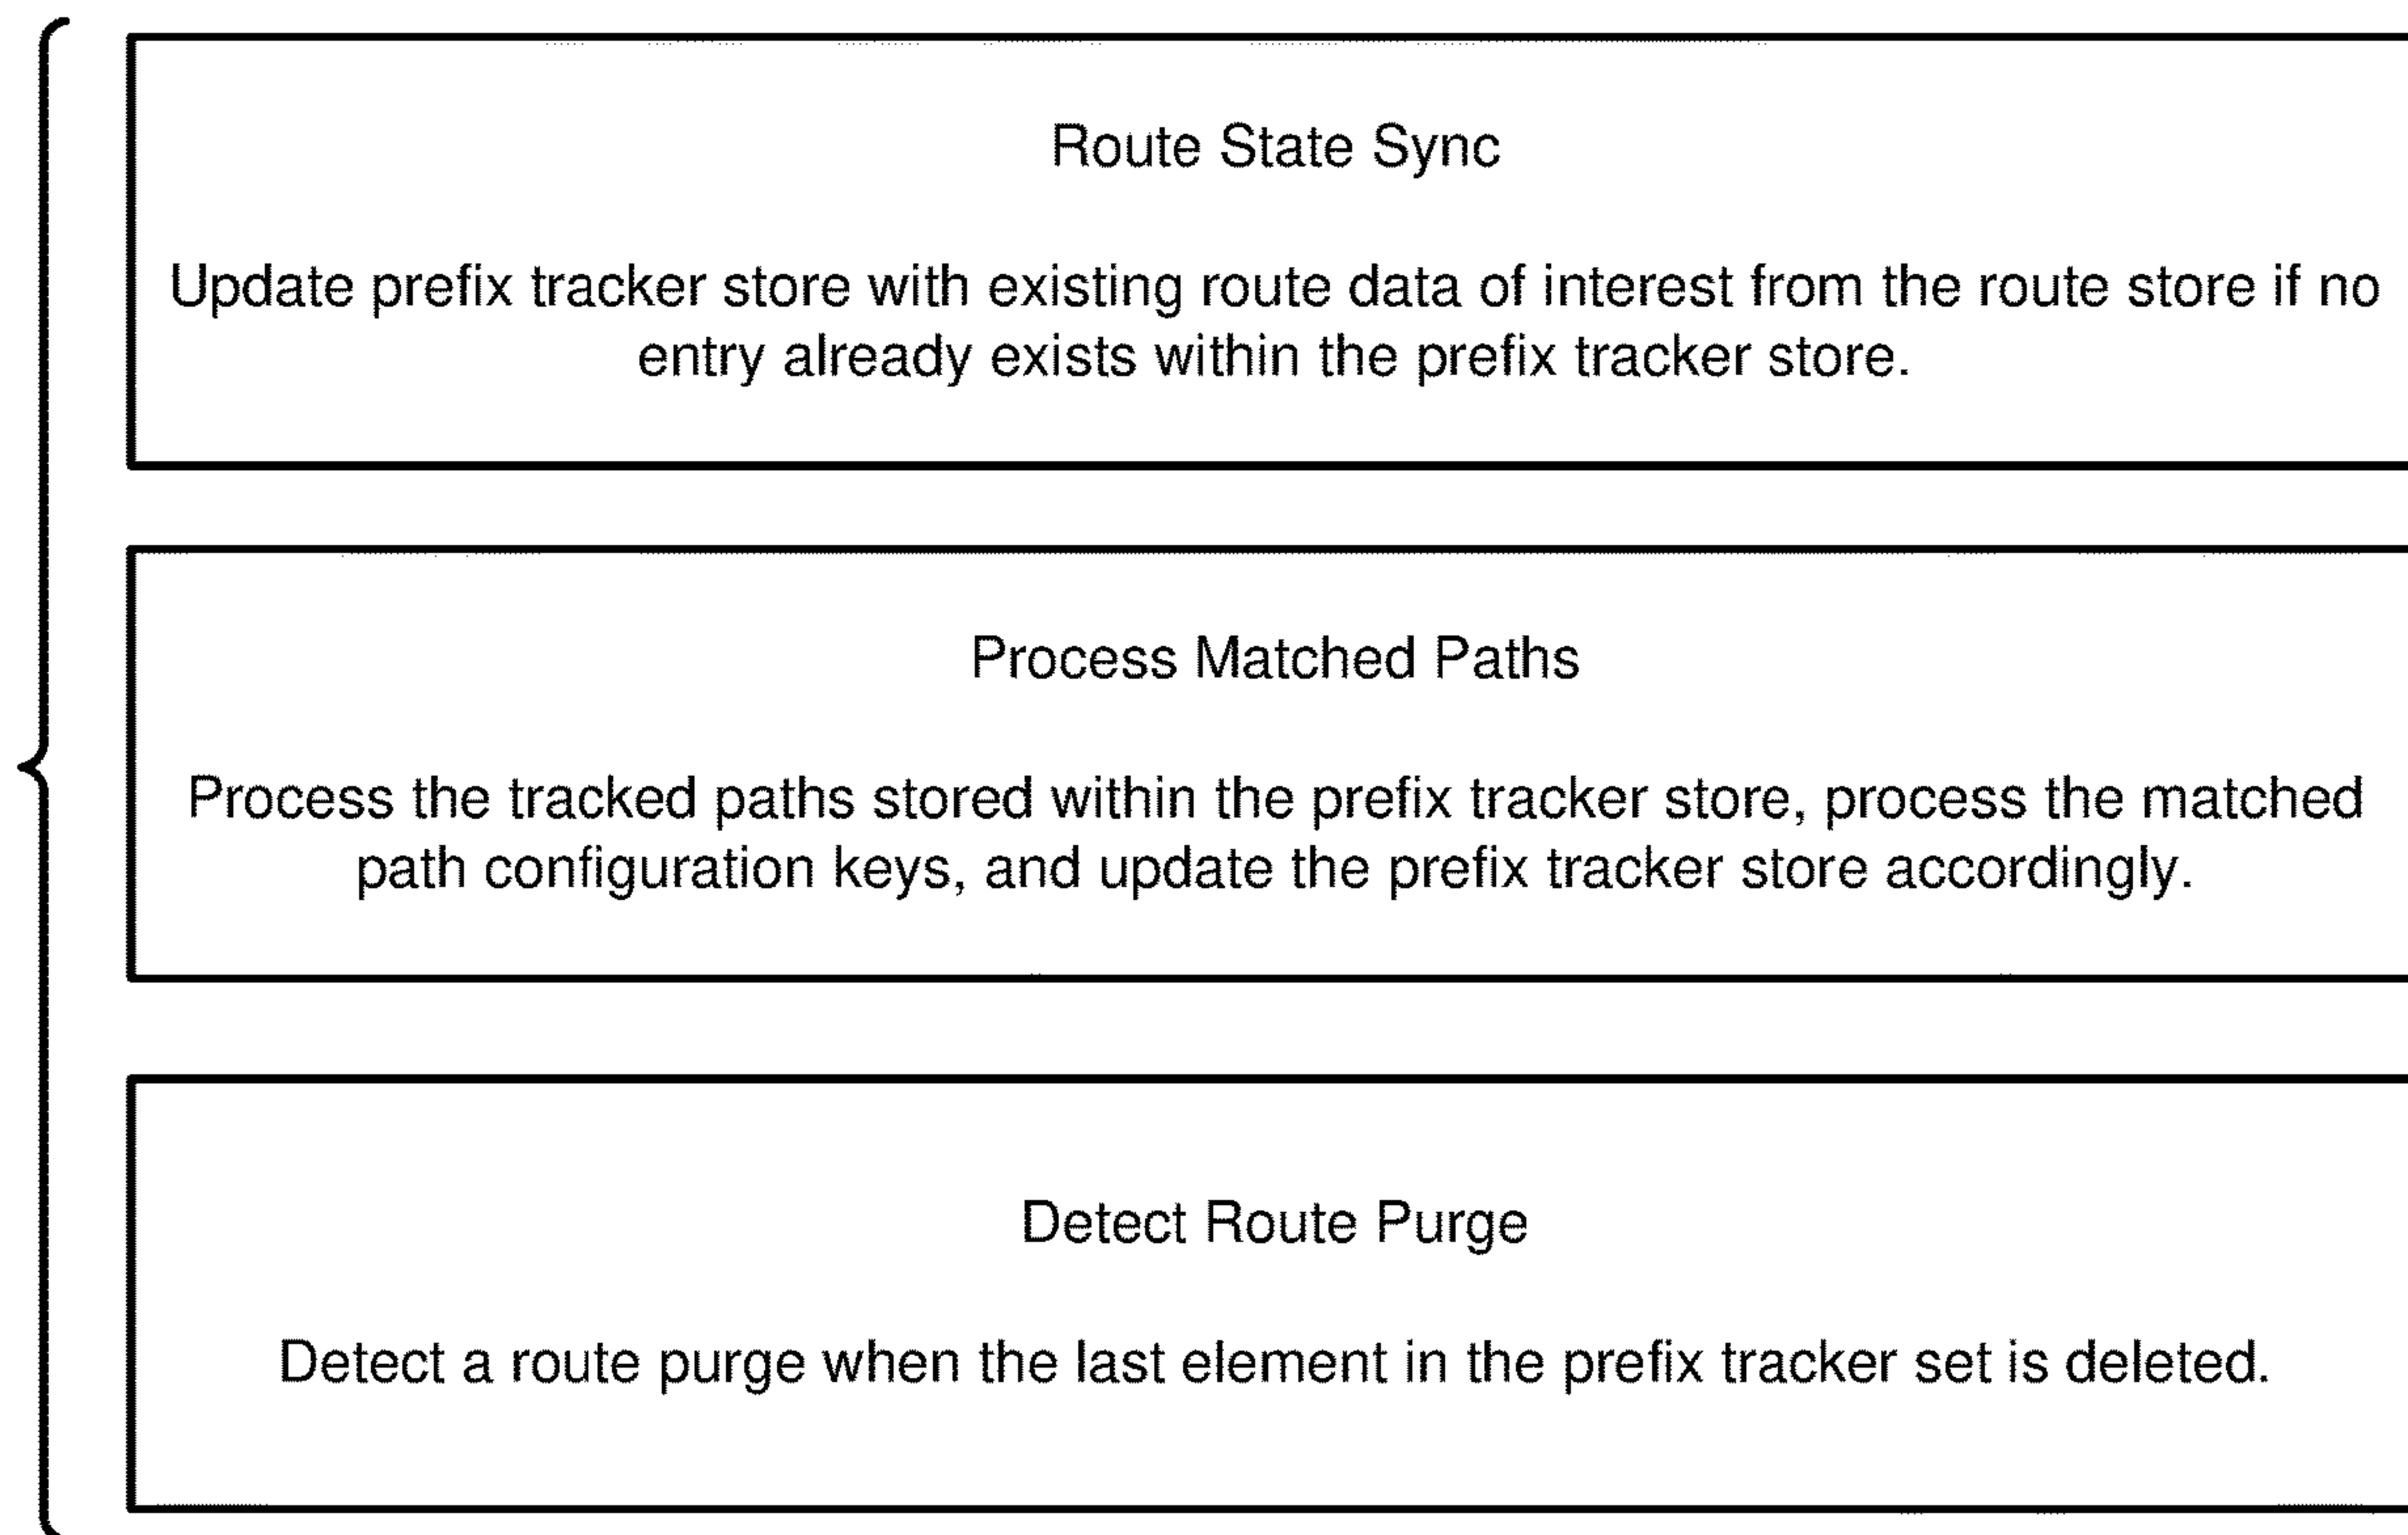 Route State Sync
Update prefix tracker store with existing route data of interest from the route store if no
entry already exists within the prefix tracker store.
Process Matched Paths
Process the tracked paths stored within the prefix tracker store, process the matched
path configuration keys, and update the prefix tracker store accordingly.
Detect Route Purge
Detect a route purge when the last element in the prefix tracker set is deleted.